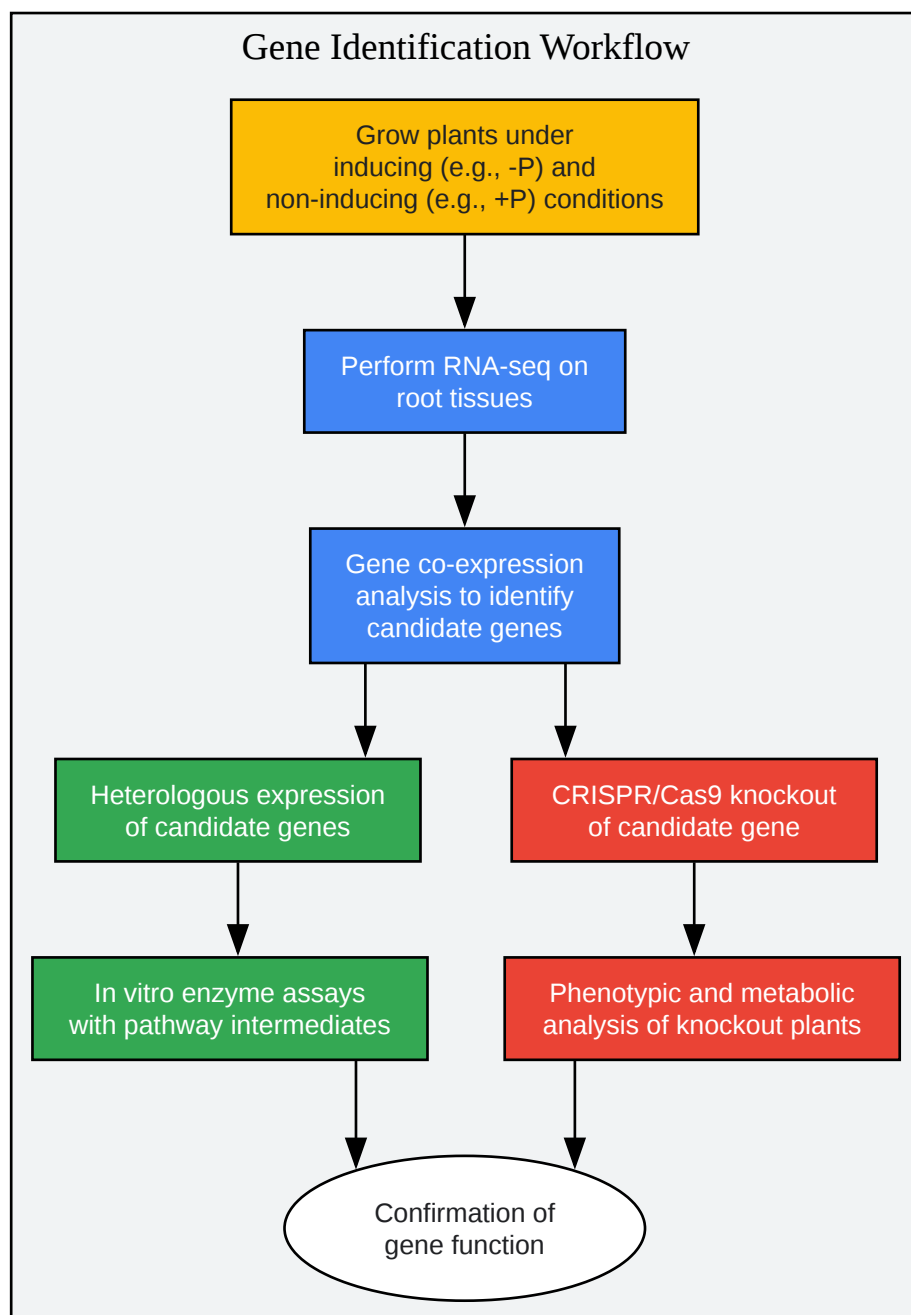 Gene Identification Workflow
Grow plants under
inducing (e.g., -P) and
non-inducing (e.g., +P) conditions
Perform RNA-seq on
root tissues
Gene co-expression
analysis to identify
candidate genes
Heterologous expression
of candidate genes
CRISPR/Cas9 knockout
of candidate gene
In vitro enzyme assays
with pathway intermediates
Phenotypic and metabolic
analysis of knockout plants
Confirmation of
gene function